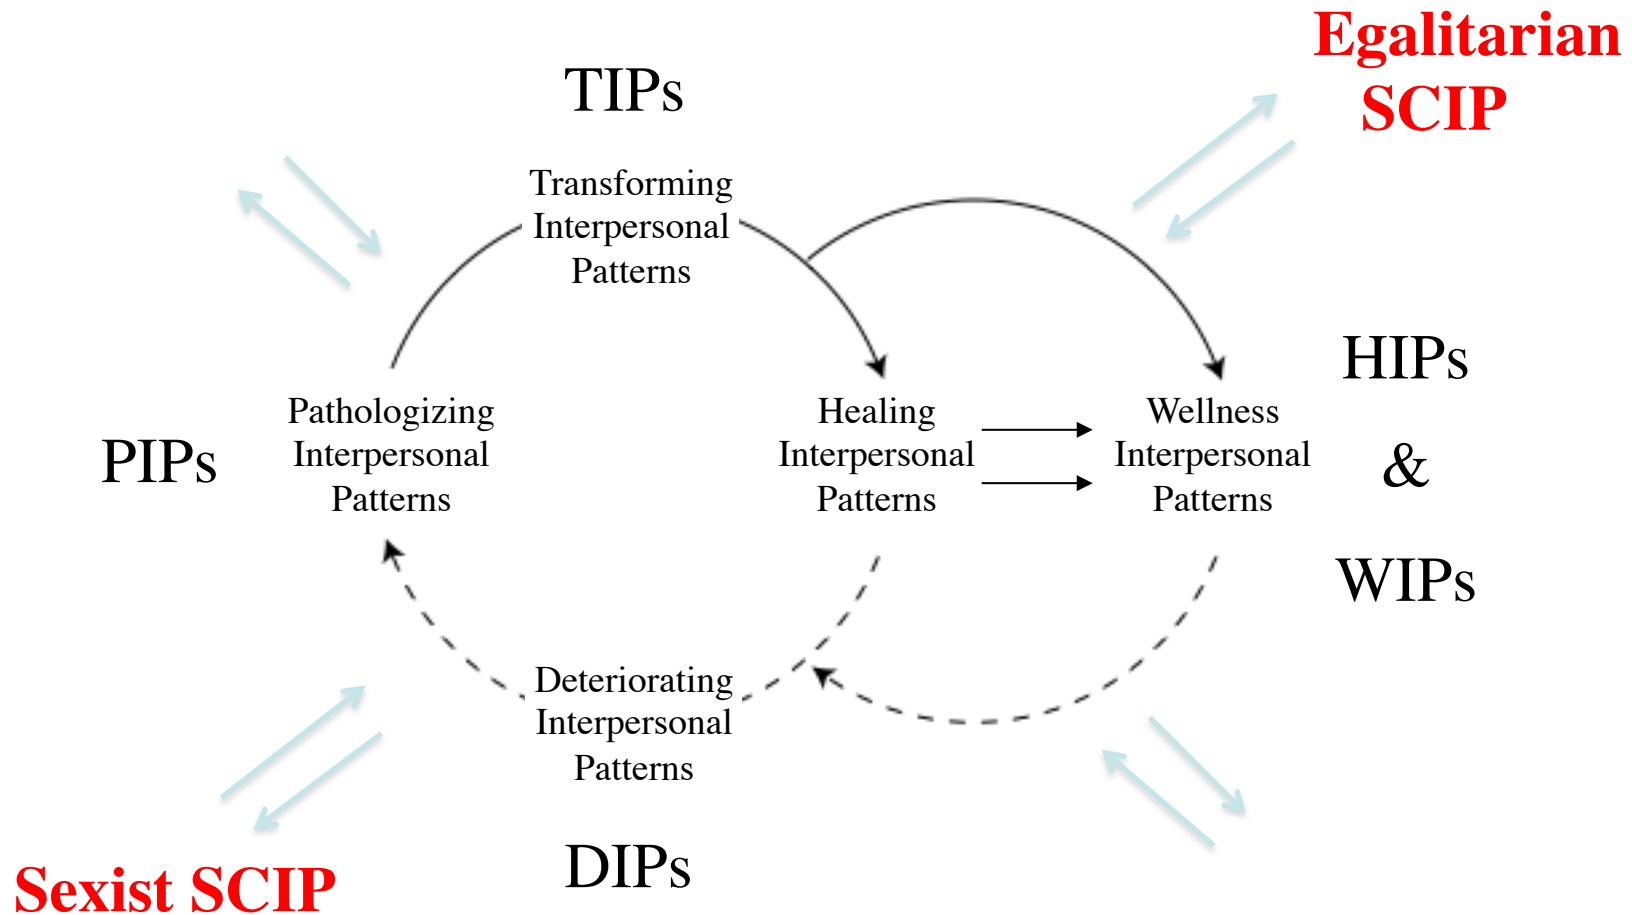 Egalitarian
SCIP
TIPs
Transforming
Interpersonal
Patterns
HIPs
&
WIPs
PIPs
Pathologizing
Interpersonal
Patterns
Healing
Interpersonal
Patterns
Wellness
Interpersonal
Patterns
Deteriorating
Interpersonal
Patterns
DIPs
Sexist SCIP